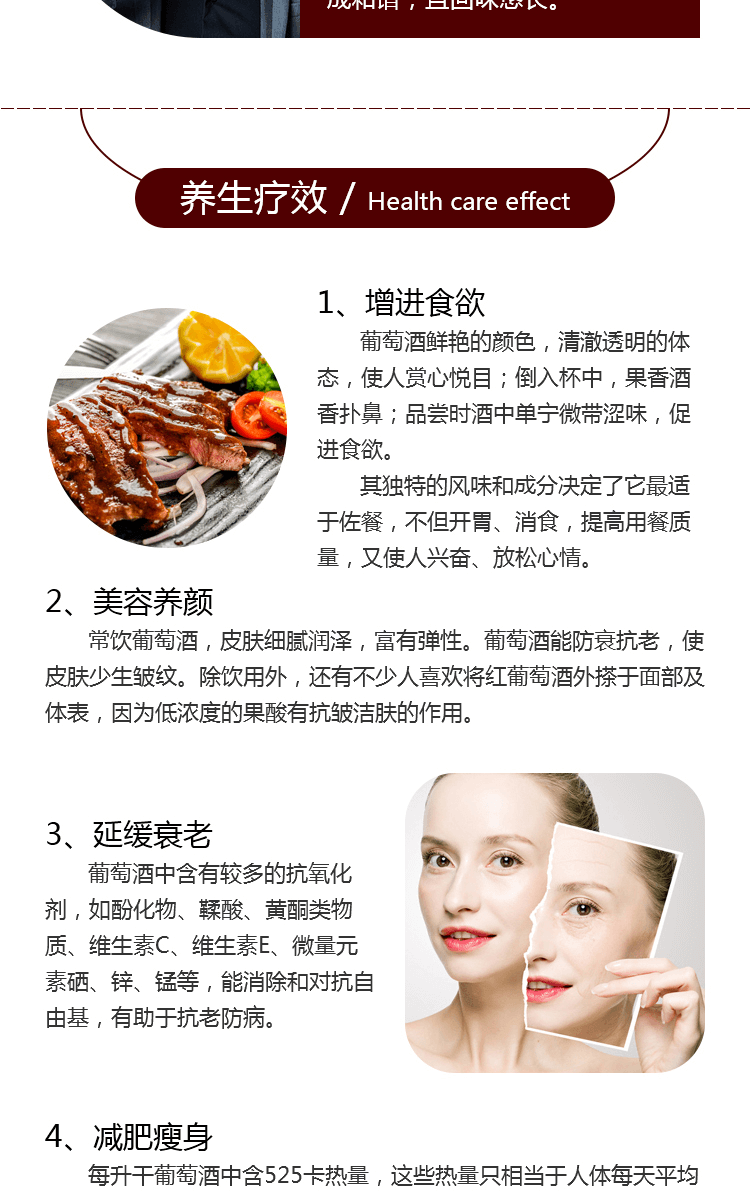 成和谐，且回味悠长。
养生疗效 / Health care effect
1、增进食欲
葡萄酒鲜艳的颜色，清澈透明的体
态，使人赏心悦目；倒入杯中，果香酒
香扑鼻；品尝时酒中单宁微带涩味，促
进食欲。
其独特的风味和成分决定了它最适
于佐餐，不但开胃、消食，提高用餐质
量，又使人兴奋、放松心情。
2、美容养颜
常饮葡萄酒，皮肤细腻润泽，富有弹性。葡萄酒能防衰抗老，使
皮肤少生皱纹。除饮用外，还有不少人喜欢将红葡萄酒外搽于面部及
体表，因为低浓度的果酸有抗皱洁肤的作用。
3、延缓衰老
葡萄酒中含有较多的抗氧化
剂，如酚化物、鞣酸、黄酮类物
质、维生素C、维生素E、微量元
素硒、锌、锰等，能消除和对抗自
由基，有助于抗老防病。
4、减肥瘦身
每升干葡萄酒中含525卡热量，这些热量只相当于人体每天平均